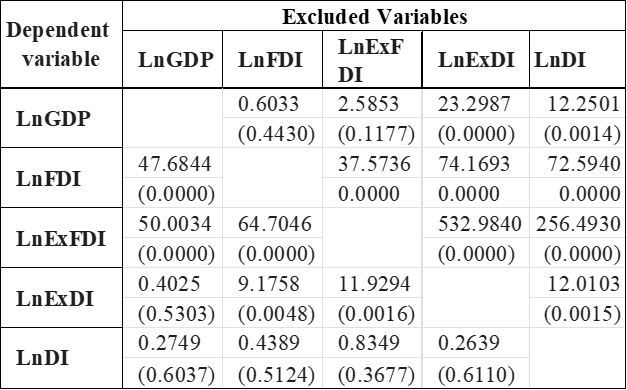 Dependent variable Excluded Variables
LnGDP LnFDI LnExF DI LnExDI LnDI
LnGDP 0.6033 2.5853 23.2987 12.2501
(0.4430) (0.1177) (0.0000) (0.0014)
LnFDI 47.6844 37.5736 74.1693 72.5940
(0.0000) 0.0000 0.0000 0.0000
LnExFDI 50.0034 64.7046 532.9840 256.4930
(0.0000) (0.0000) (0.0000) (0.0000)
LnExDI 0.4025 9.1758 11.9294 12.0103
(0.5303) (0.0048) (0.0016) (0.0015)
LnDI 0.2749 0.4389 0.8349 0.2639
(0.6037) (0.5124) (0.3677) (0.6110)